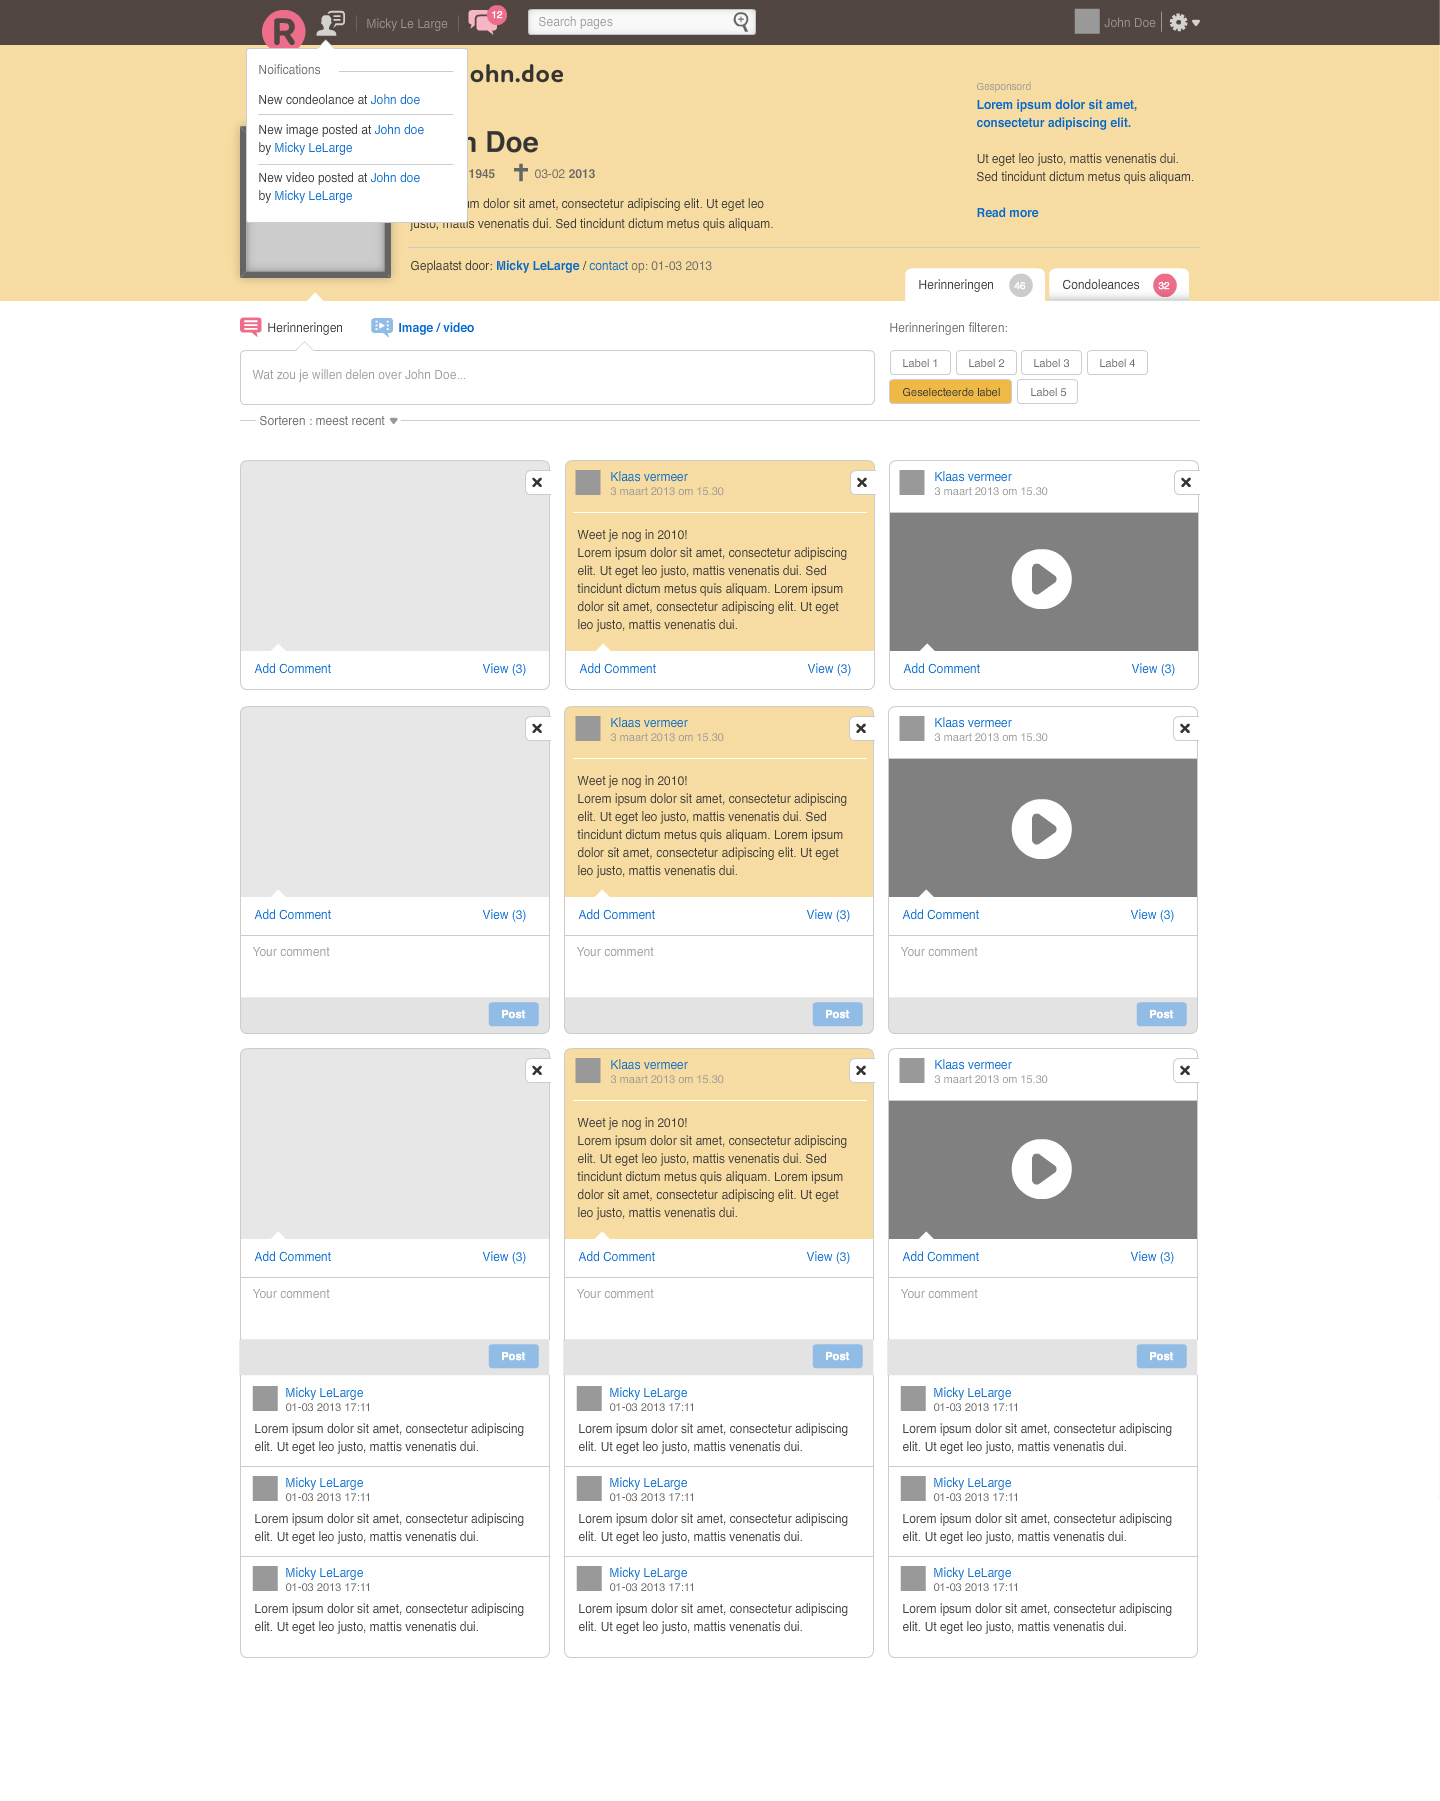 R
Micky Le Large
12
Search pages
John Doe
Noifications
New condeolance at John doe
New image posted at John doe
by Micky LeLarge
New video posted at John doe
by Micky LeLarge
ohn.doe
n Doe
1945
03-02 2013
m dolor sit amet, consectetur adipiscing elit. Ut eget leo
justo, mattis venenatis dui. Sed tincidunt dictum metus quis aliquam.
Geplaatst door: Micky LeLarge / contact op: 01-03 2013
Gesponsord
Lorem ipsum dolor sit amet,
consectetur adipiscing elit.
Ut eget leo justo, mattis venenatis dui.
Sed tincidunt dictum metus quis aliquam.
Read more
Herinneringen 46
Condoleances 32
Herinneringen
Image / video
Wat zou je willen delen over John Doe...
Herinneringen filteren:
Label 1
Label 2
Label 3
Label 4
Geselecteerde label
Label 5
Sorteren : meest recent
Add Comment
View (3)
Klaas vermeer
3 maart 2013 om 15.30
Weet je nog in 2010!
Lorem ipsum dolor sit amet, consectetur adipiscing
elit. Ut eget leo justo, mattis venenatis dui. Sed
tincidunt dictum metus quis aliquam. Lorem ipsum
dolor sit amet, consectetur adipiscing elit. Ut eget
leo justo, mattis venenatis dui.
Add Comment
View (3)
Klaas vermeer
3 maart 2013 om 15.30
Add Comment
View (3)
Add Comment
View (3)
Your comment
Post
Klaas vermeer
3 maart 2013 om 15.30
Weet je nog in 2010!
Lorem ipsum dolor sit amet, consectetur adipiscing
elit. Ut eget leo justo, mattis venenatis dui. Sed
tincidunt dictum metus quis aliquam. Lorem ipsum
dolor sit amet, consectetur adipiscing elit. Ut eget
leo justo, mattis venenatis dui.
Add Comment
View (3)
Your comment
Post
Klaas vermeer
3 maart 2013 om 15.30
Add Comment
View (3)
Your comment
Post
Add Comment
View (3)
Your comment
Post
Micky LeLarge
01-03 2013 17:11
Lorem ipsum dolor sit amet, consectetur adipiscing
elit. Ut eget leo justo, mattis venenatis dui.
Micky LeLarge
01-03 2013 17:11
Lorem ipsum dolor sit amet, consectetur adipiscing
elit. Ut eget leo justo, mattis venenatis dui.
Micky LeLarge
01-03 2013 17:11
Lorem ipsum dolor sit amet, consectetur adipiscing
elit. Ut eget leo justo, mattis venenatis dui.
Klaas vermeer
3 maart 2013 om 15.30
Weet je nog in 2010!
Lorem ipsum dolor sit amet, consectetur adipiscing
elit. Ut eget leo justo, mattis venenatis dui. Sed
tincidunt dictum metus quis aliquam. Lorem ipsum
dolor sit amet, consectetur adipiscing elit. Ut eget
leo justo, mattis venenatis dui.
Add Comment
View (3)
Your comment
Post
Micky LeLarge
01-03 2013 17:11
Lorem ipsum dolor sit amet, consectetur adipiscing
elit. Ut eget leo justo, mattis venenatis dui.
Micky LeLarge
01-03 2013 17:11
Lorem ipsum dolor sit amet, consectetur adipiscing
elit. Ut eget leo justo, mattis venenatis dui.
Micky LeLarge
01-03 2013 17:11
Lorem ipsum dolor sit amet, consectetur adipiscing
elit. Ut eget leo justo, mattis venenatis dui.
Klaas vermeer
3 maart 2013 om 15.30
Add Comment
View (3)
Your comment
Post
Micky LeLarge
01-03 2013 17:11
Lorem ipsum dolor sit amet, consectetur adipiscing
elit. Ut eget leo justo, mattis venenatis dui.
Micky LeLarge
01-03 2013 17:11
Lorem ipsum dolor sit amet, consectetur adipiscing
elit. Ut eget leo justo, mattis venenatis dui.
Micky LeLarge
01-03 2013 17:11
Lorem ipsum dolor sit amet, consectetur adipiscing
elit. Ut eget leo justo, mattis venenatis dui.